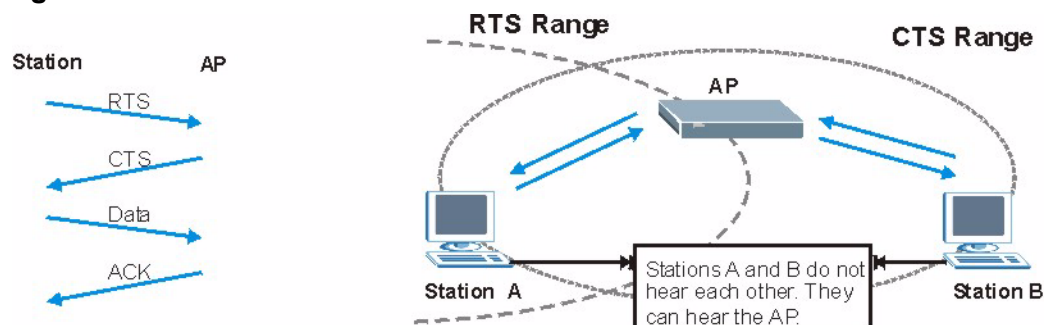 RTS Range
CTS Range
Station
AP
AP
RTS
CTS
Data
ACK
Station A
Stations A and B do not
hear each other. They
can hear the AP.
Station B